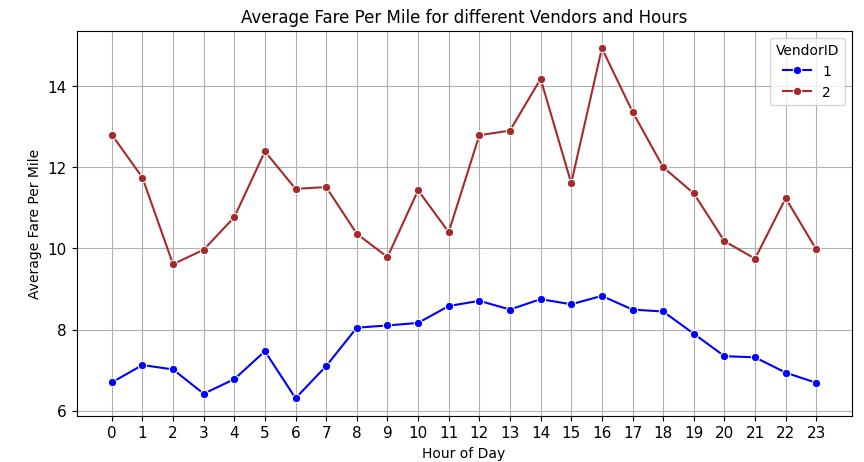 Average Fare Per Mile for different Vendors and Hours
VendorID
1
2
Average Fare Per Mile
14
12
10
8
6
0 1 2 3 4 5 6 7 8 9 10 11 12 13 14 15 16 17 18 19 20 21 22 23
Hour of Day